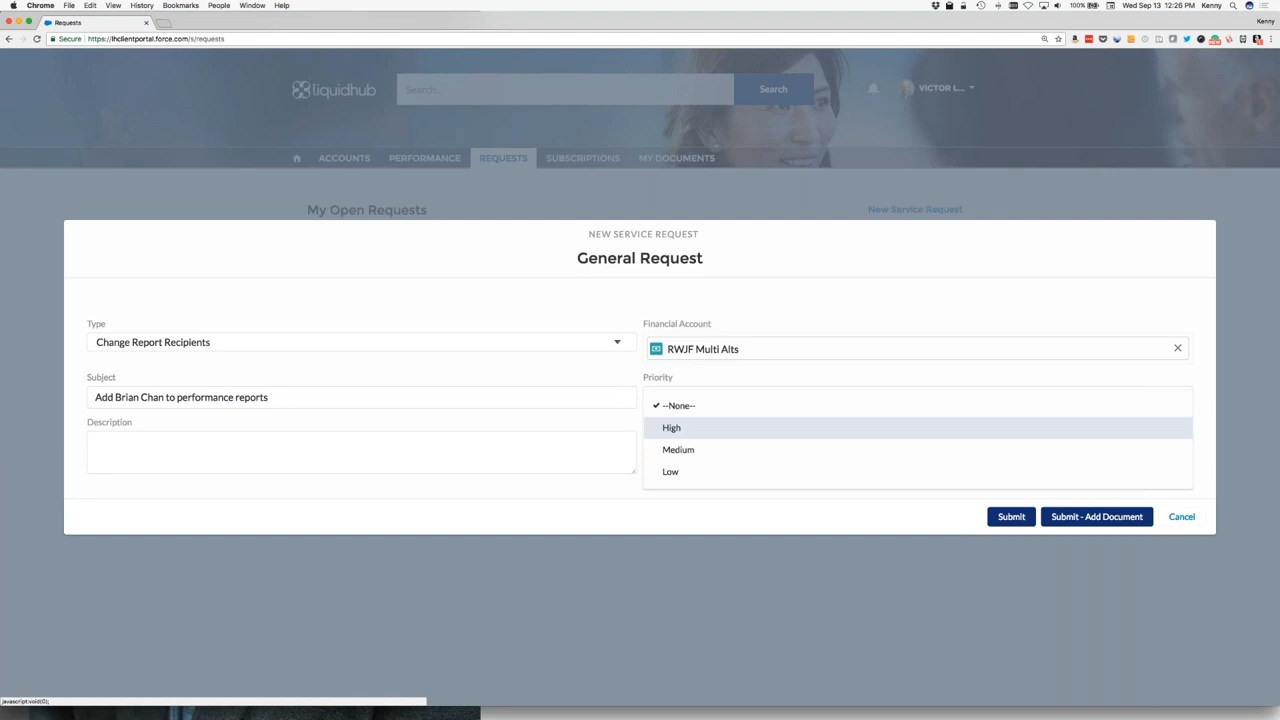 Chrome File Edit View History Bookmarks People Window Help
100% Wed Sep 13 12:26 PM Kenny
Requests
Kenny
Secure https://lhclientportal.force.com/s/requests
liquidhub
Search...
Search
VICTOR L...
ACCOUNTS PERFORMANCE REQUESTS SUBSCRIPTIONS MY DOCUMENTS
My Open Requests
New Service Request
NEW SERVICE REQUEST
General Request
Type
Financial Account
Change Report Recipients
RWJF Multi Alts
Subject
Priority
Add Brian Chan to performance reports
--None--
Description
High
Medium
Low
Submit
Submit - Add Document
Cancel
javascript:void(0);